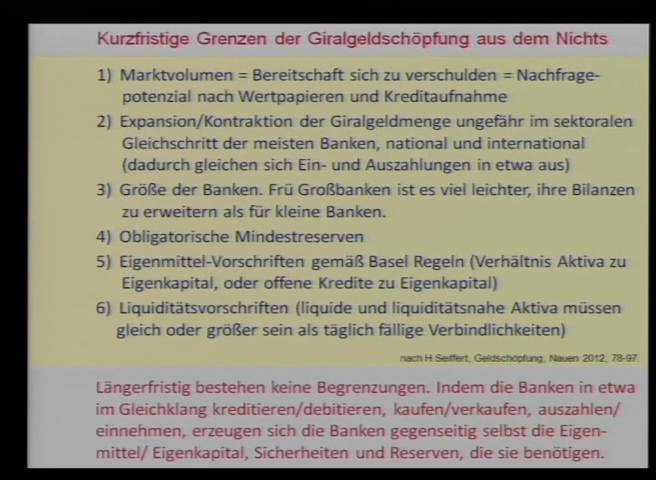 Kurzfristige Grenzen der Giralgeldschöpfung aus dem Nichts
1) Marktvolumen = Bereitschaft sich zu verschulden = Nachfrage-
potenzial nach Wertpapieren und Kreditaufnahme
2) Expansion/Kontraktion der Giralgeldmenge ungefähr im sektoralen
Gleichschritt der meisten Banken, national und international
(dadurch gleichen sich Ein- und Auszahlungen in etwa aus)
3) Größe der Banken. Frü Großbanken ist es viel leichter, ihre Bilanzen
zu erweitern als für kleine Banken.
4) Obligatorische Mindestreserven
5) Eigenmittel-Vorschriften gemäß Basel Regeln (Verhältnis Aktiva zu
Eigenkapital, oder offene Kredite zu Eigenkapital)
6) Liquiditätsvorschriften (liquide und liquiditätsnahe Aktiva müssen
gleich oder größer sein als täglich fällige Verbindlichkeiten)
nach H.Seiffert, Geldschöpfung, Nauen 2012, 78-97.
Längerfristig bestehen keine Begrenzungen. Indem die Banken in etwa
im Gleichklang kreditieren/debitieren, kaufen/verkaufen, auszahlen/
einnehmen, erzeugen sich die Banken gegenseitig selbst die Eigen-
mittel/ Eigenkapital, Sicherheiten und Reserven, die sie benötigen.